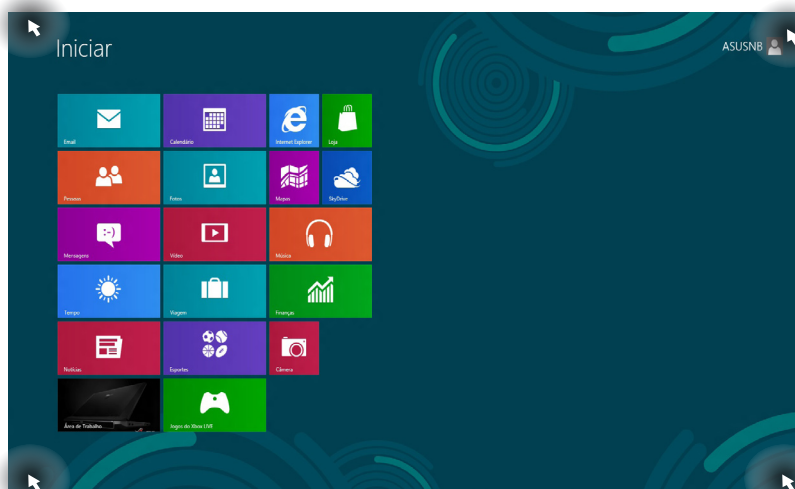 Iniciar
ASUSNB
Email
Calendário
Internet Explorer
Loja
Pessoas
Fotos
Mapas
SkyDrive
Mensagens
Vídeo
Música
Tempo
Viagem
Finanças
Notícias
Esportes
Câmera
Área de Trabalho
Jogos do Xbox LIVE